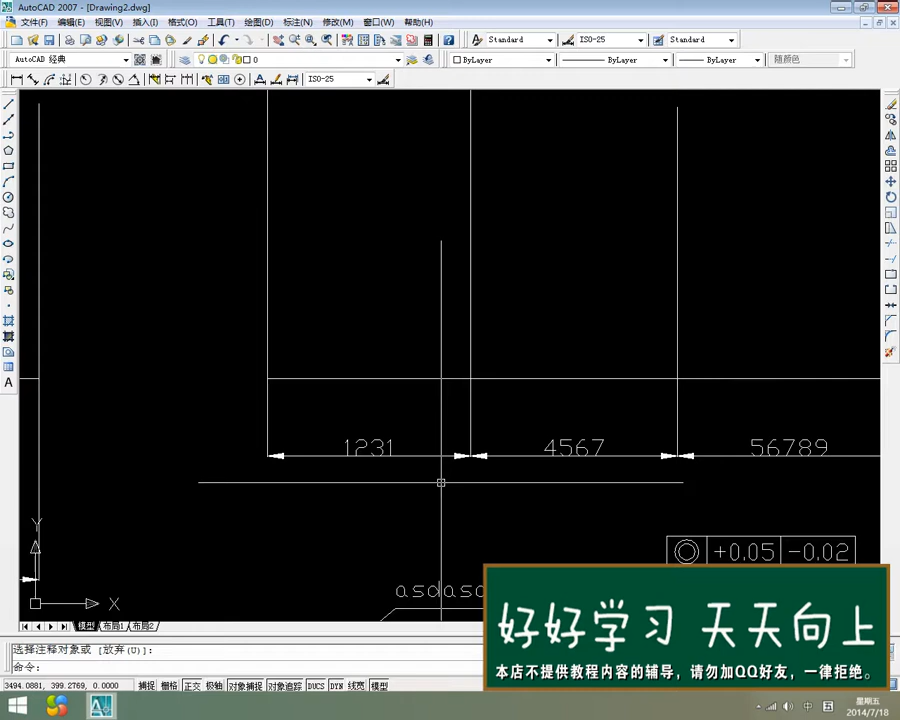 AutoCAD 2007 - [Drawing2.dwg]
文件(F) 编辑(E) 视图(V) 插入(I) 格式(O) 工具(T) 绘图(D) 标注(N) 修改(M) 窗口(W) 帮助(H)
Standard ISO-25 Standard
AutoCAD 经典 0 ByLayer ByLayer ByLayer 随颜色
ISO-25
A
1231 4567 56789
Y
+0.05 -0.02
asdasd
X
好好学习 天天向上
本店不提供教程内容的辅导，请勿加QQ好友，一律拒绝。
模型 布局1 布局2
选择注释对象或 [放弃(U)]:
命令:
3494.0881, 399.2769, 0.0000 捕捉 栅格 正交 极轴 对象捕捉 对象追踪 DUCS DYN 线宽 模型
中 五
星期五
2014/7/18